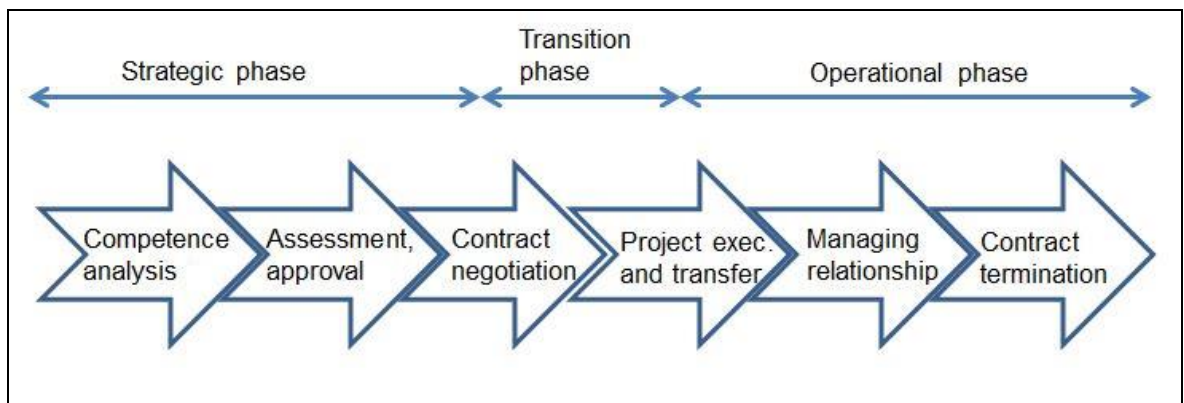 Strategic phase
Transition
phase
Operational phase
Competence
analysis
Assessment,
approval
Contract
negotiation
Project exec.
and transfer
Managing
relationship
Contract
termination